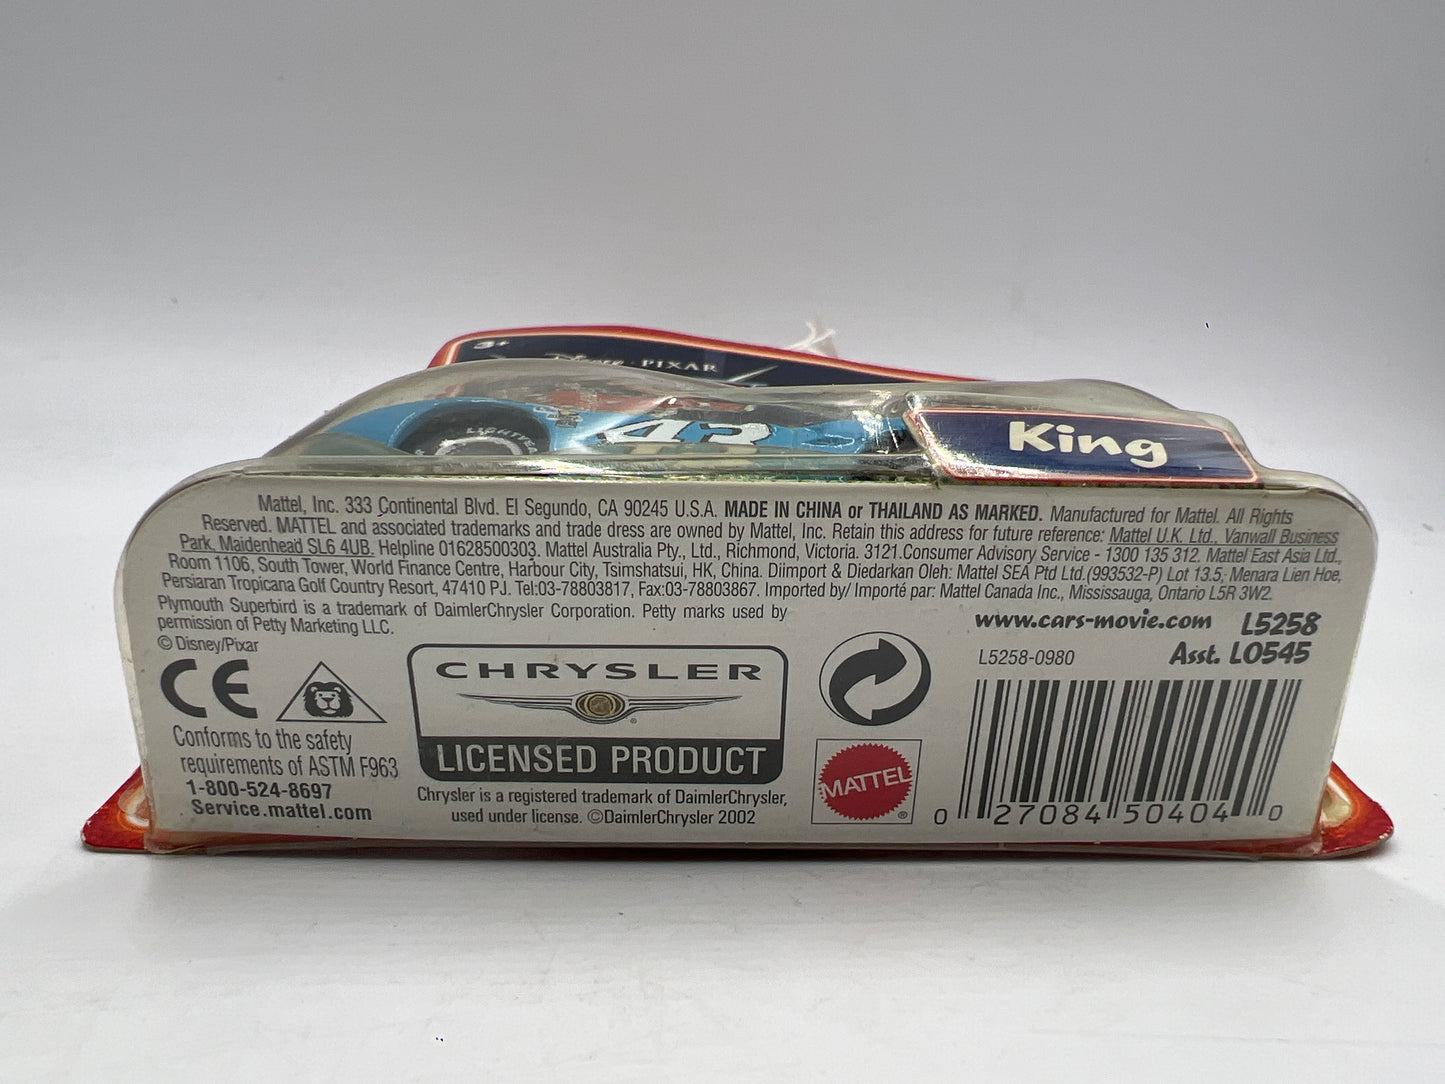 3+
Disney · PIXAR
LIGHTYEAR
43
King
Mattel, Inc. 333 Continental Blvd. El Segundo, CA 90245 U.S.A. MADE IN CHINA or THAILAND AS MARKED. Manufactured for Mattel. All Rights
Reserved. MATTEL and associated trademarks and trade dress are owned by Mattel, Inc. Retain this address for future reference: Mattel U.K. Ltd., Vanwall Business
Park, Maidenhead SL6 4UB. Helpline 01628500303. Mattel Australia Pty., Ltd., Richmond, Victoria. 3121.Consumer Advisory Service - 1300 135 312. Mattel East Asia Ltd.,
Room 1106, South Tower, World Finance Centre, Harbour City, Tsimshatsui, HK, China. Diimport & Diedarkan Oleh: Mattel SEA Ptd Ltd.(993532-P) Lot 13.5, Menara Lien Hoe,
Persiaran Tropicana Golf Country Resort, 47410 PJ. Tel:03-78803817, Fax:03-78803867. Imported by/ Importé par: Mattel Canada Inc., Mississauga, Ontario L5R 3W2.
Plymouth Superbird is a trademark of DaimlerChrysler Corporation. Petty marks used by
permission of Petty Marketing LLC.
© Disney/Pixar
www.cars-movie.com L5258
L5258-0980 Asst. L0545
CE
Conforms to the safety
requirements of ASTM F963
1-800-524-8697
Service.mattel.com
CHRYSLER
®
LICENSED PRODUCT
Chrysler is a registered trademark of DaimlerChrysler,
used under license. ©DaimlerChrysler 2002
MATTEL
®
0 27084 50404 0